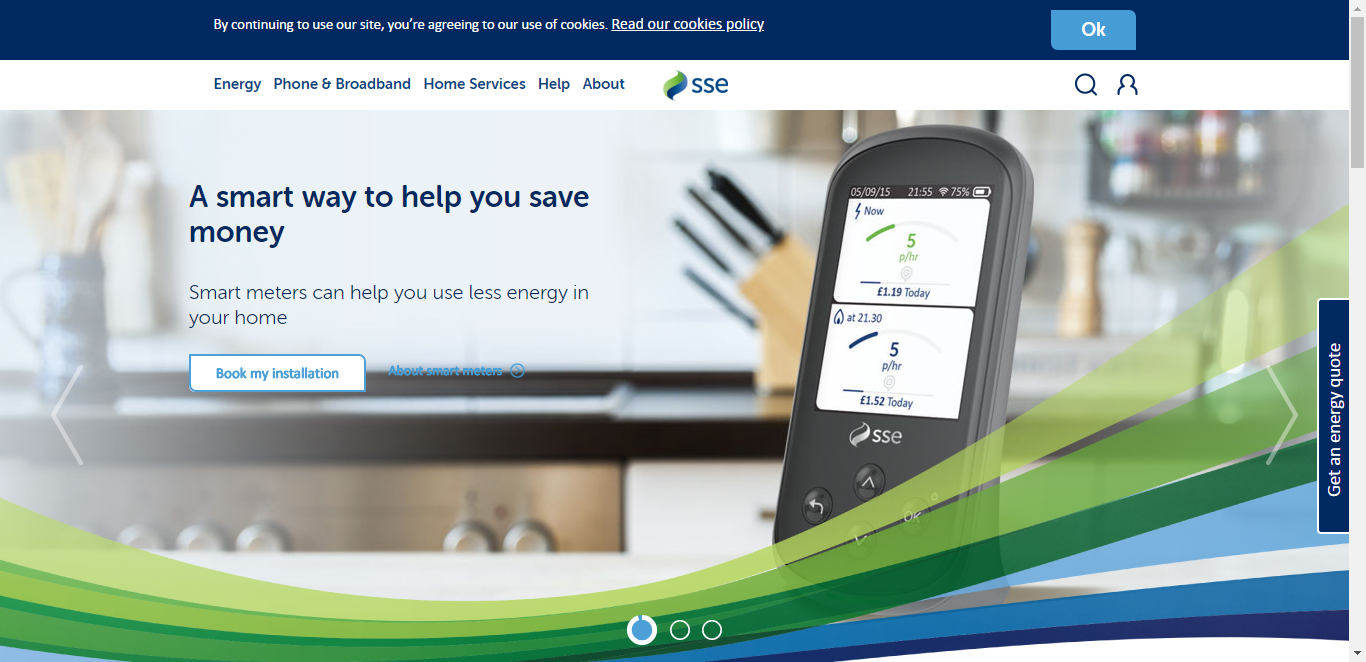 By continuing to use our site, you're agreeing to our use of cookies. Read our cookies policy
Ok
Energy Phone & Broadband Home Services Help About
sse
A smart way to help you save
money
Smart meters can help you use less energy in
your home
Book my installation
About smart meters
05/09/15 21:55 75%
Now
5
p/hr
£1.19 Today
at 21.30
5
p/hr
£1.52 Today
sse
OK
Get an energy quote